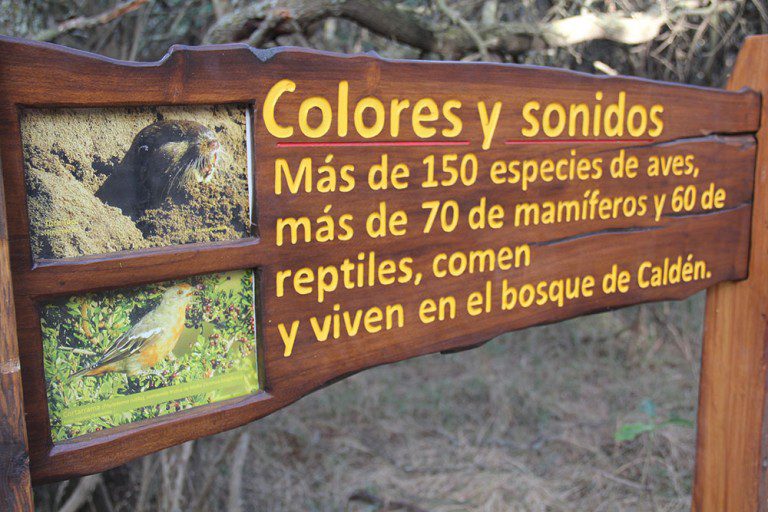 Colores y sonidos
Más de 150 especies de aves,
más de 70 de mamíferos y 60 de
reptiles, comen
y viven en el bosque de Caldén.